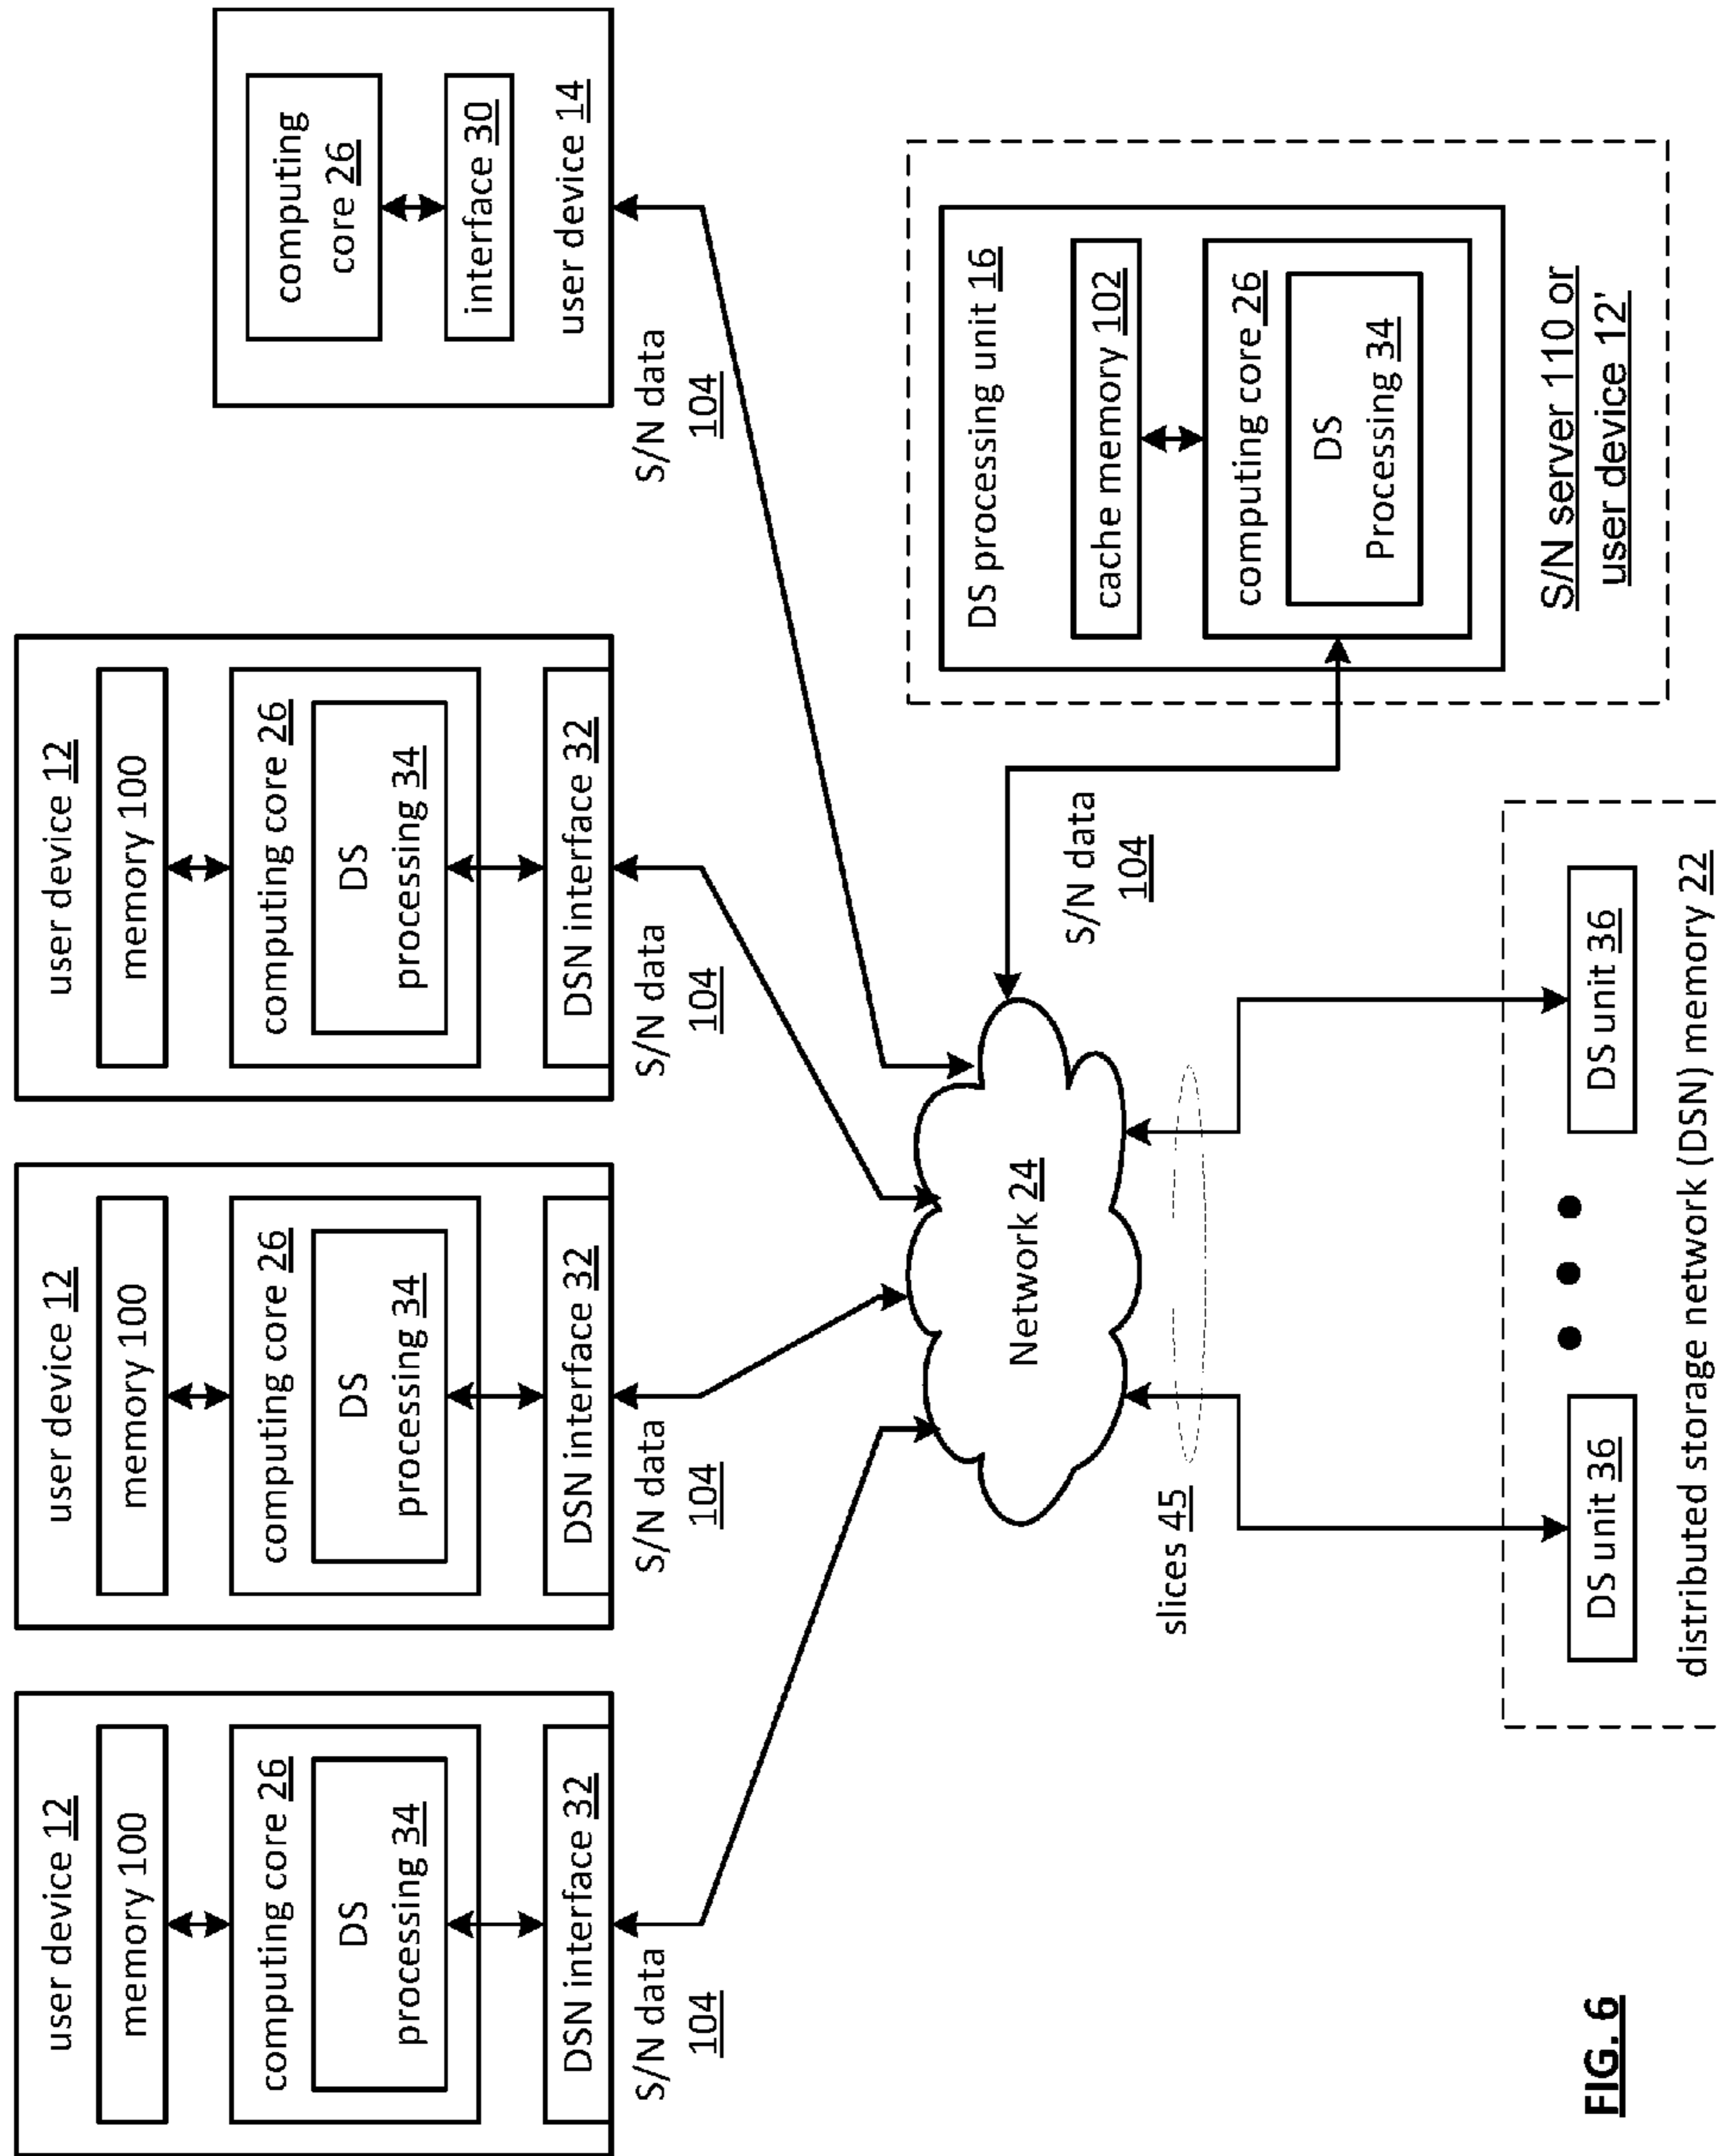 user device 12
memory 100
computing core 26
DS
processing 34
DSN interface 32
S/N data
104
user device 12
memory 100
computing core 26
DS
processing 34
DSN interface 32
S/N data
104
user device 12
memory 100
computing core 26
DS
processing 34
DSN interface 32
S/N data
104
computing
core 26
interface 30
user device 14
S/N data
104
Network 24
S/N data
104
DS processing unit 16
cache memory 102
computing core 26
DS
Processing 34
S/N server 110 or
user device 12'
slices 45
DS unit 36
DS unit 36
distributed storage network (DSN) memory 22
FIG. 6